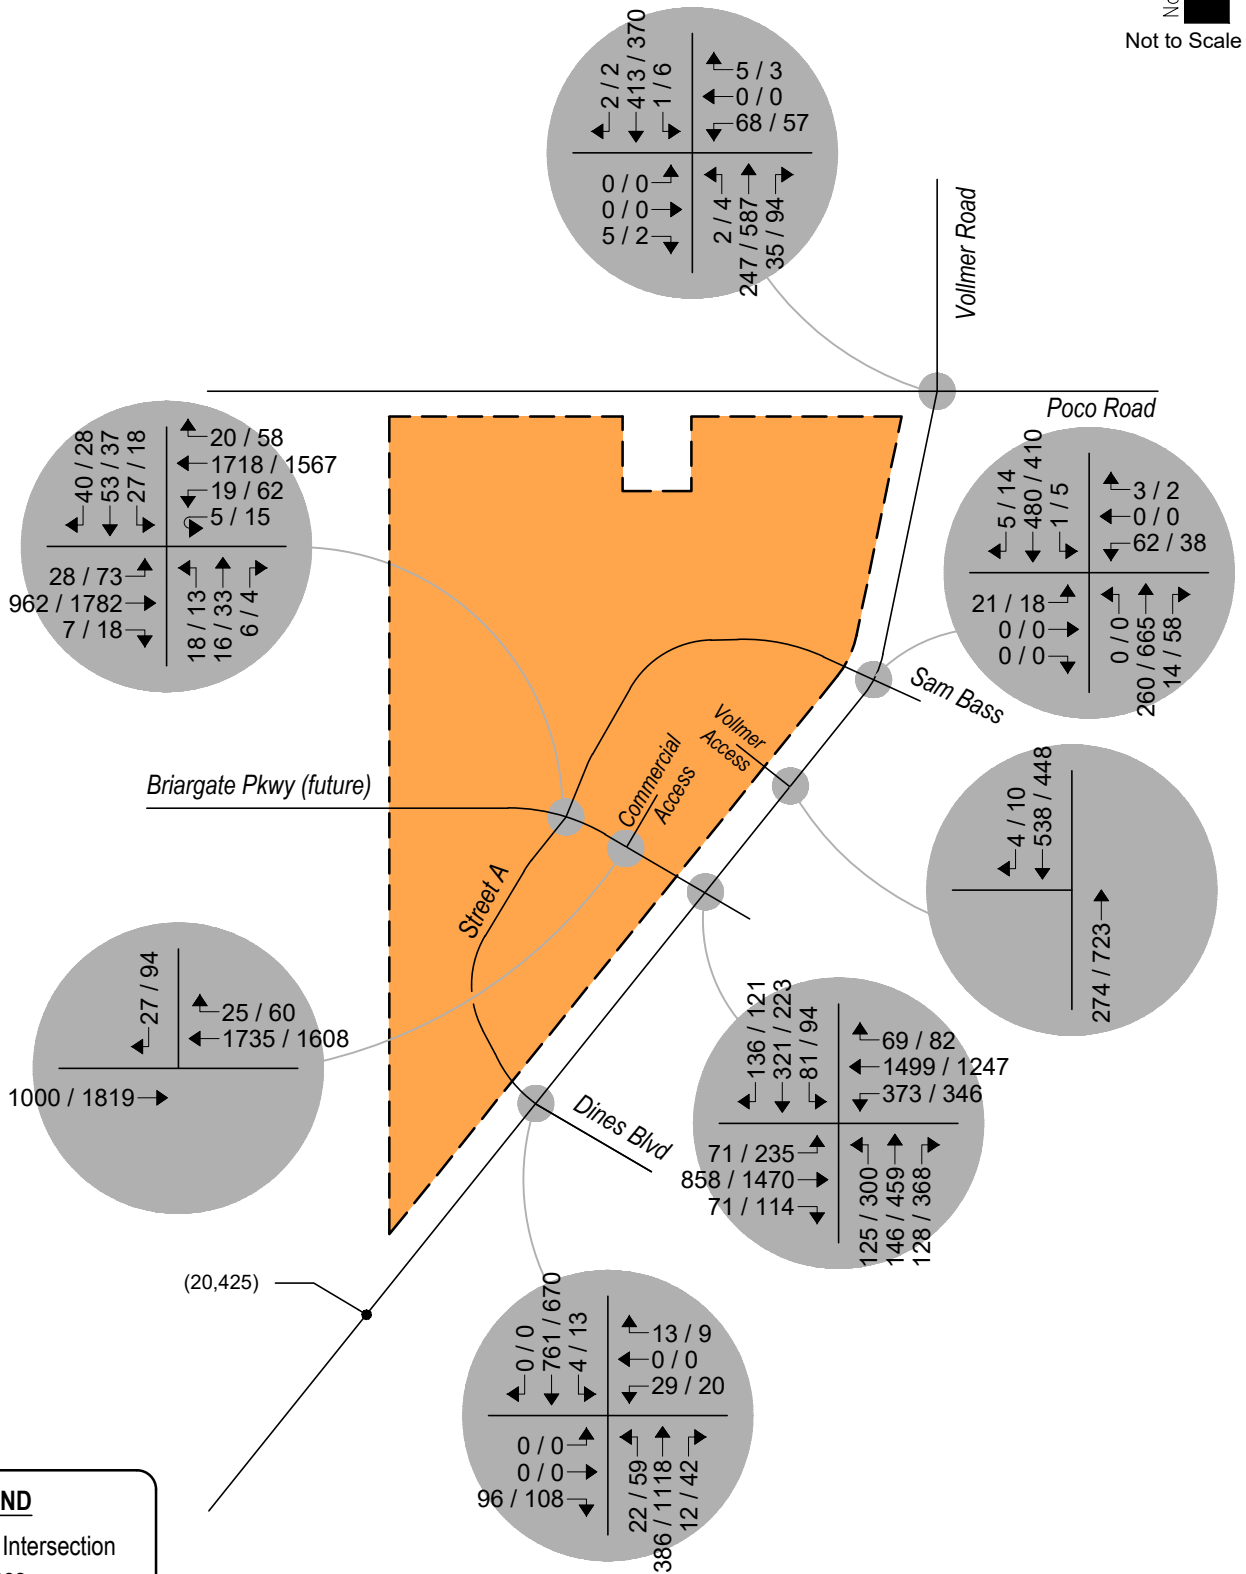 Not to Scale
2 / 2
413 / 370
1 / 6
5 / 3
0 / 0
68 / 57
0 / 0
0 / 0
5 / 2
2 / 4
247 / 587
35 / 94
Vollmer Road
Poco Road
40 / 28
53 / 37
27 / 18
20 / 58
1718 / 1567
19 / 62
5 / 15
28 / 73
962 / 1782
7 / 18
18 / 13
16 / 33
6 / 4
5 / 14
480 / 410
1 / 5
3 / 2
0 / 0
62 / 38
21 / 18
0 / 0
0 / 0
0 / 0
260 / 665
14 / 58
Sam Bass
Vollmer
Access
Commercial
Access
Briargate Pkwy (future)
Street A
4 / 10
538 / 448
274 / 723
27 / 94
25 / 60
1735 / 1608
1000 / 1819
136 / 121
321 / 223
81 / 94
69 / 82
1499 / 1247
373 / 346
71 / 235
858 / 1470
71 / 114
125 / 300
146 / 459
128 / 368
Dines Blvd
(20,425)
0 / 0
761 / 670
4 / 13
13 / 9
0 / 0
29 / 20
0 / 0
0 / 0
96 / 108
22 / 59
386 / 1118
12 / 42
ND
Intersection